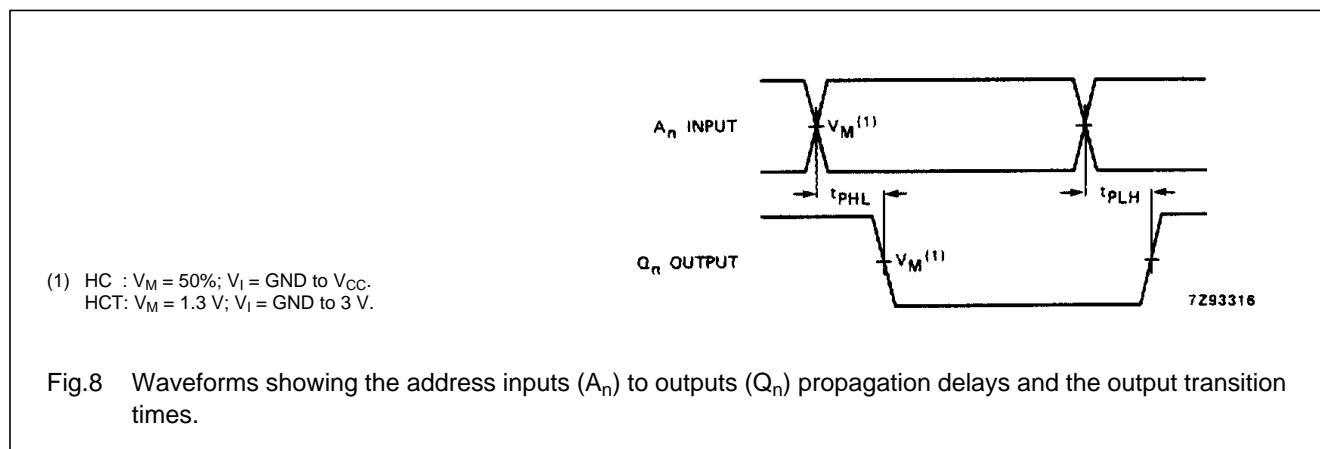 Aₙ INPUT
V_M⁽¹⁾
t_PHL
t_PLH
Qₙ OUTPUT
V_M⁽¹⁾
7Z93316
(1) HC : V_M = 50%; V_I = GND to V_CC.
HCT: V_M = 1.3 V; V_I = GND to 3 V.
Fig.8 Waveforms showing the address inputs (Aₙ) to outputs (Qₙ) propagation delays and the output transition
times.